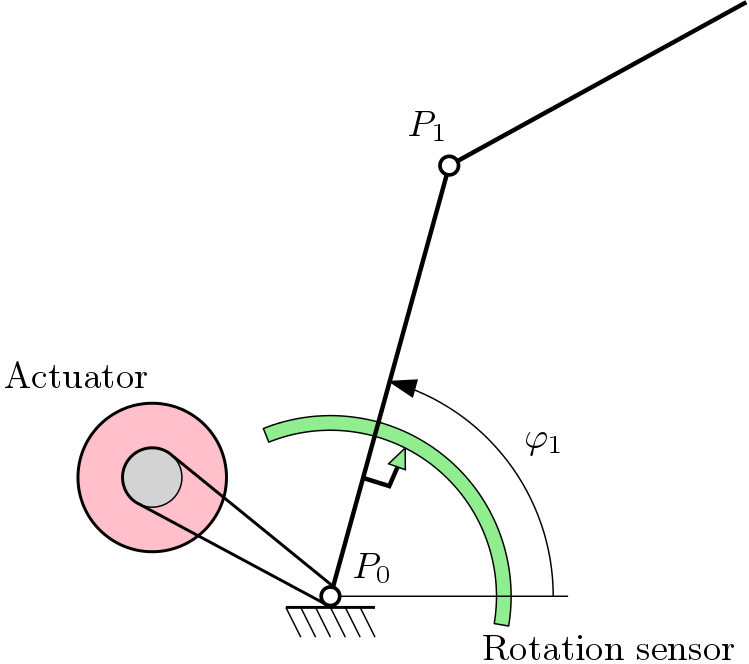 P₁
Actuator
φ₁
P₀
Rotation sensor